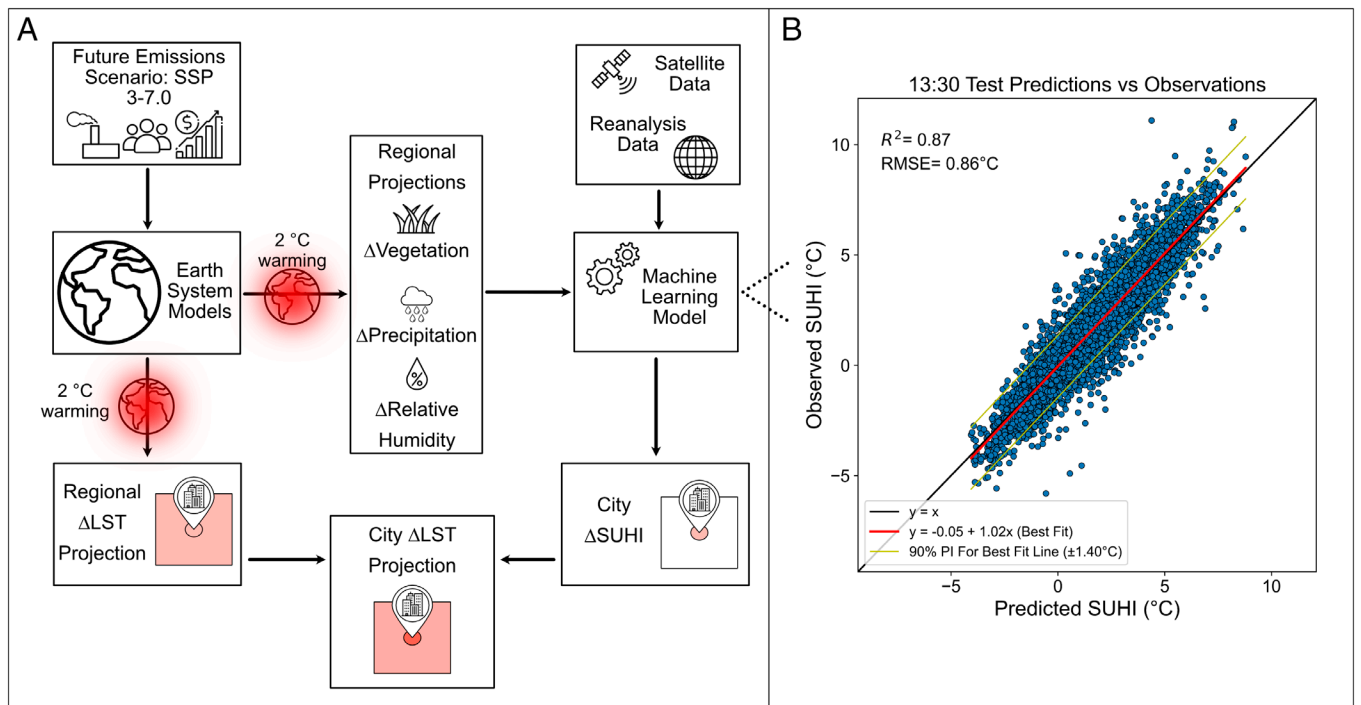 A
Future Emissions
Scenario: SSP
3-7.0
$
Earth
System
Models
2 °C
warming
2 °C
warming
Regional
Projections
ΔVegetation
ΔPrecipitation
%
ΔRelative
Humidity
Satellite
Data
Reanalysis
Data
Machine
Learning
Model
Regional
ΔLST
Projection
City ΔLST
Projection
City
ΔSUHI
B
13:30 Test Predictions vs Observations
R²= 0.87
RMSE= 0.86°C
Observed SUHI (°C)
10
5
0
−5
y = x
y = -0.05 + 1.02x (Best Fit)
90% PI For Best Fit Line (±1.40°C)
−5 0 5 10
Predicted SUHI (°C)